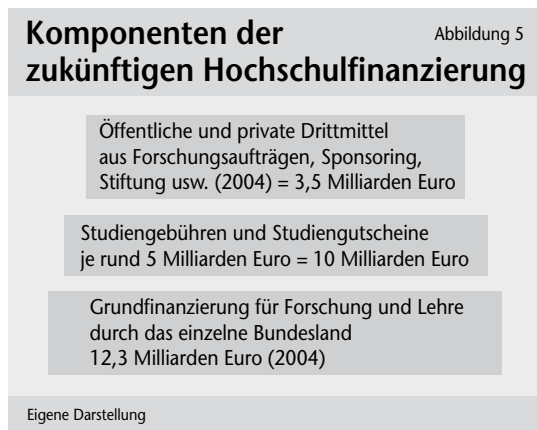 Komponenten der
Abbildung 5
zukünftigen Hochschulfinanzierung
Öffentliche und private Drittmittel
aus Forschungsaufträgen, Sponsoring,
Stiftung usw. (2004) = 3,5 Milliarden Euro
Studiengebühren und Studiengutscheine
je rund 5 Milliarden Euro = 10 Milliarden Euro
Grundfinanzierung für Forschung und Lehre
durch das einzelne Bundesland
12,3 Milliarden Euro (2004)
Eigene Darstellung